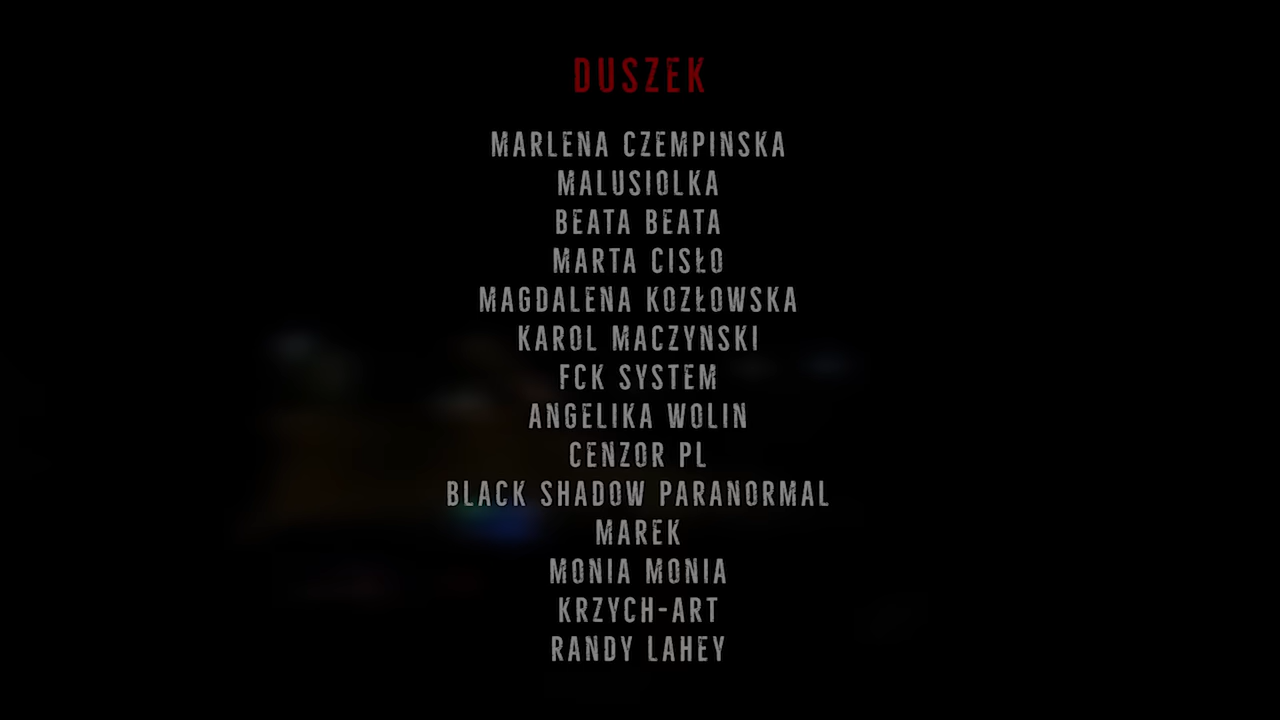 DUSZEK
MARLENA CZEMPINSKA
MALUSIOLKA
BEATA BEATA
MARTA CISŁO
MAGDALENA KOZŁOWSKA
KAROL MACZYNSKI
FCK SYSTEM
ANGELIKA WOLIN
CENZOR PL
BLACK SHADOW PARANORMAL
MAREK
MONIA MONIA
KRZYCH-ART
RANDY LAHEY